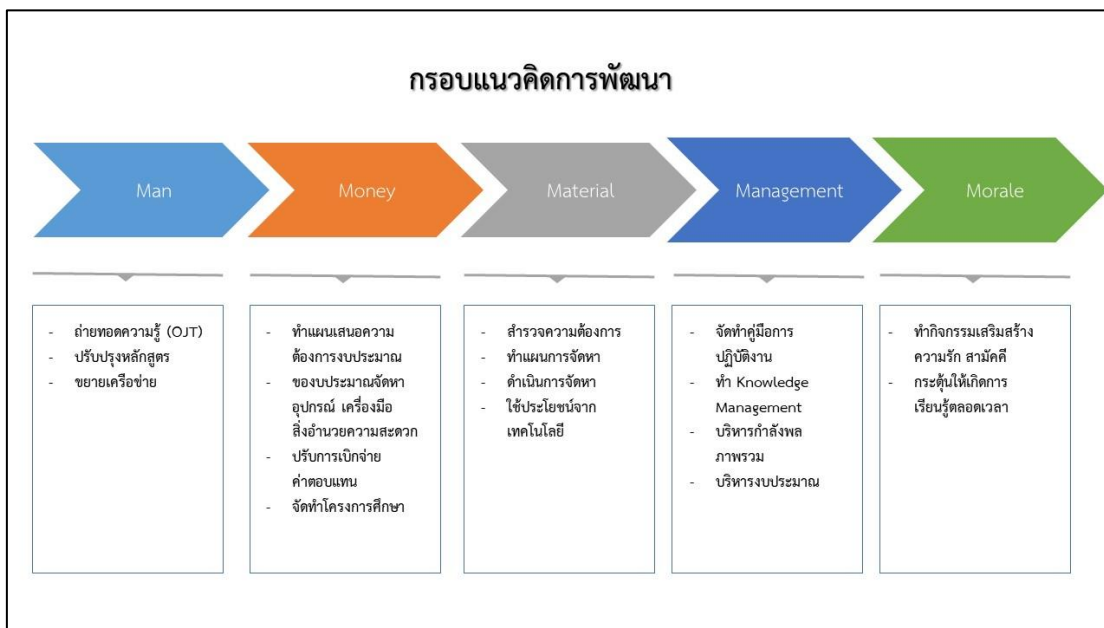 กรอบแนวคิดการพัฒนา
Man
Money
Material
Management
Morale
- ถ่ายทอดความรู้ (OJT)
- ปรับปรุงหลักสูตร
- ขยายเครือข่าย
- ทำแผนเสนอความ
ต้องการงบประมาณ
- ของบประมาณจัดหา
อุปกรณ์ เครื่องมือ
สิ่งอำนวยความสะดวก
- ปรับการเบิกจ่าย
ค่าตอบแทน
- จัดทำโครงการศึกษา
- สำรวจความต้องการ
- ทำแผนการจัดหา
- ดำเนินการจัดหา
- ใช้ประโยชน์จาก
เทคโนโลยี
- จัดทำคู่มือการ
ปฏิบัติงาน
- ทำ Knowledge
Management
- บริหารกำลังพล
ภาพรวม
- บริหารงบประมาณ
- ทำกิจกรรมเสริมสร้าง
ความรัก สามัคคี
- กระตุ้นให้เกิดการ
เรียนรู้ตลอดเวลา